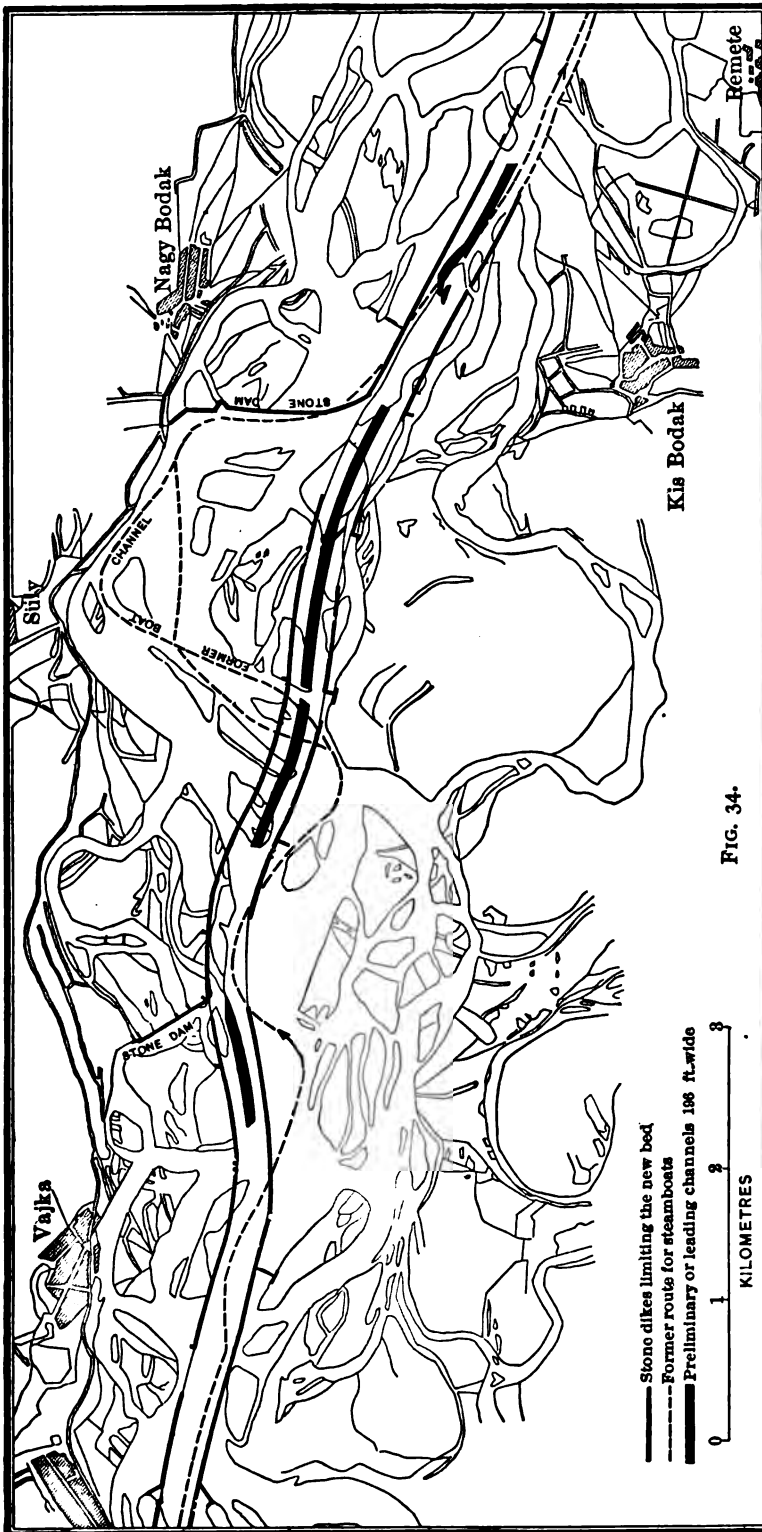 Vajka
Süly
Nagy Bodak
Remete
Kis Bodak
STONE DAM
FORMER BOAT CHANNEL
STONE DAM
Stone dikes limiting the new bed
Former route for steamboats
Preliminary or leading channels 196 ft.wide
0 1 2 3
KILOMETRES
FIG. 34.